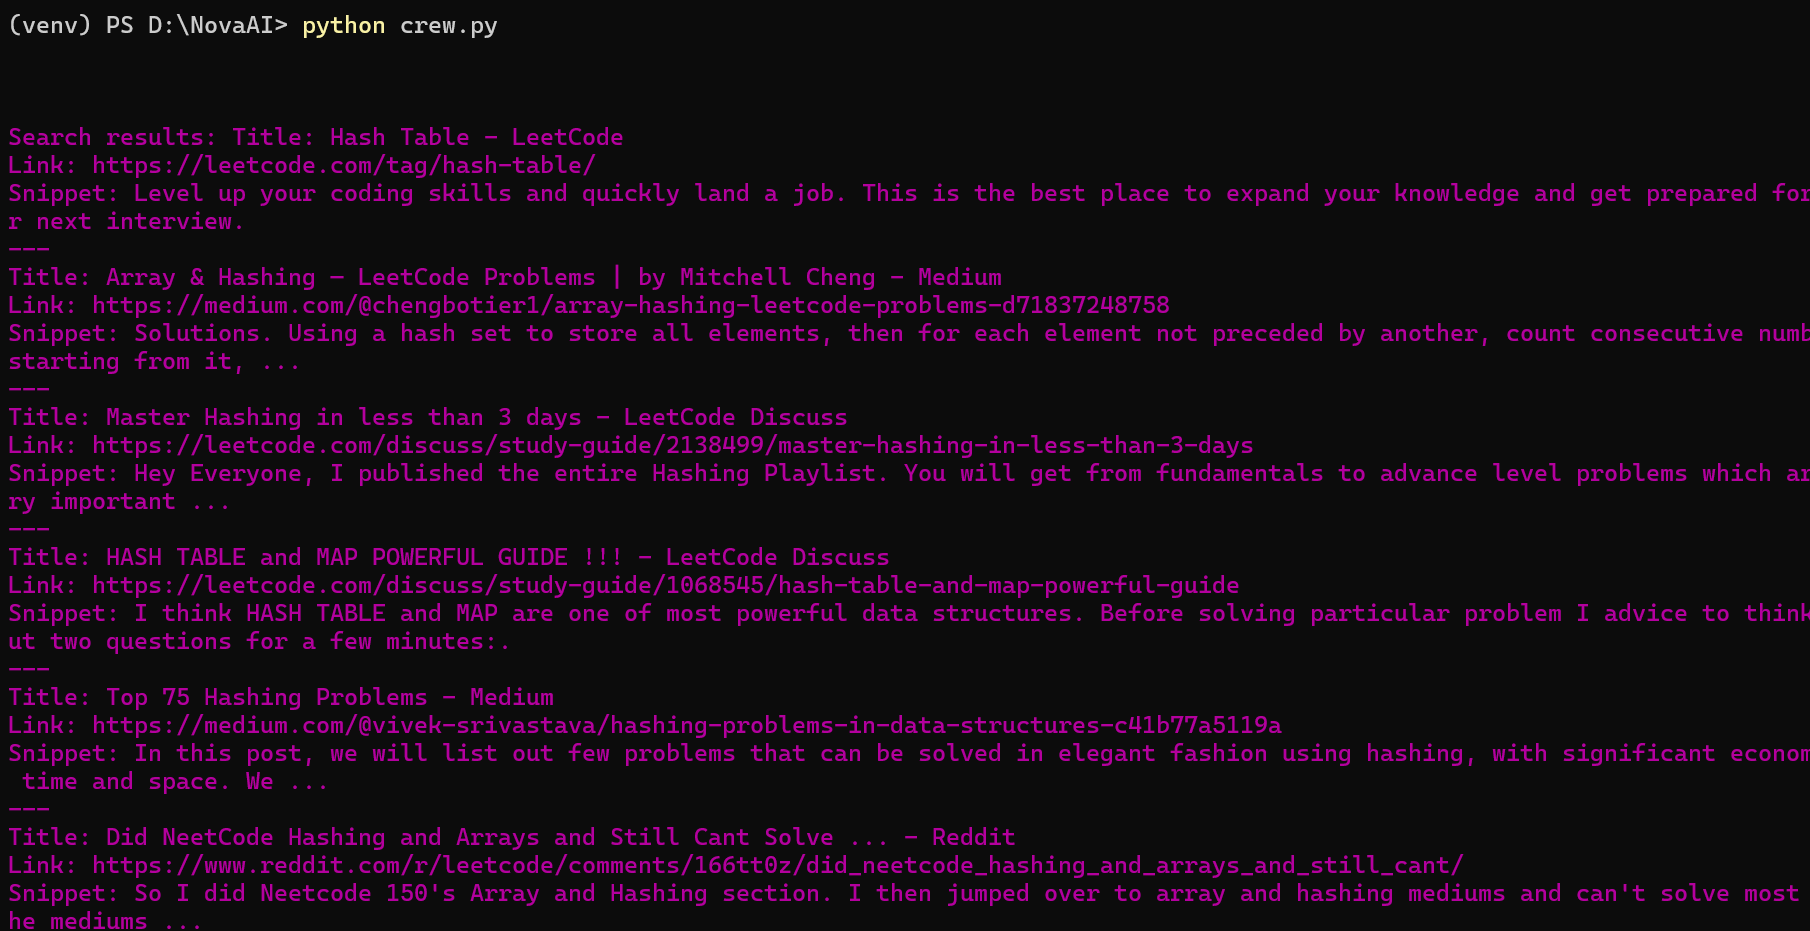 (venv) PS D:\NovaAI> python crew.py
Search results: Title: Hash Table - LeetCode
Link: https://leetcode.com/tag/hash-table/
Snippet: Level up your coding skills and quickly land a job. This is the best place to expand your knowledge and get prepared for
r next interview.
---
Title: Array & Hashing — LeetCode Problems | by Mitchell Cheng - Medium
Link: https://medium.com/@chengbotier1/array-hashing-leetcode-problems-d71837248758
Snippet: Solutions. Using a hash set to store all elements, then for each element not preceded by another, count consecutive numb
starting from it, ...
---
Title: Master Hashing in less than 3 days - LeetCode Discuss
Link: https://leetcode.com/discuss/study-guide/2138499/master-hashing-in-less-than-3-days
Snippet: Hey Everyone, I published the entire Hashing Playlist. You will get from fundamentals to advance level problems which ar
ry important ...
---
Title: HASH TABLE and MAP POWERFUL GUIDE !!! - LeetCode Discuss
Link: https://leetcode.com/discuss/study-guide/1068545/hash-table-and-map-powerful-guide
Snippet: I think HASH TABLE and MAP are one of most powerful data structures. Before solving particular problem I advice to think
ut two questions for a few minutes:.
---
Title: Top 75 Hashing Problems - Medium
Link: https://medium.com/@vivek-srivastava/hashing-problems-in-data-structures-c41b77a5119a
Snippet: In this post, we will list out few problems that can be solved in elegant fashion using hashing, with significant econom
time and space. We ...
---
Title: Did NeetCode Hashing and Arrays and Still Cant Solve ... - Reddit
Link: https://www.reddit.com/r/leetcode/comments/166tt0z/did_neetcode_hashing_and_arrays_and_still_cant/
Snippet: So I did Neetcode 150's Array and Hashing section. I then jumped over to array and hashing mediums and can't solve most
he mediums ...